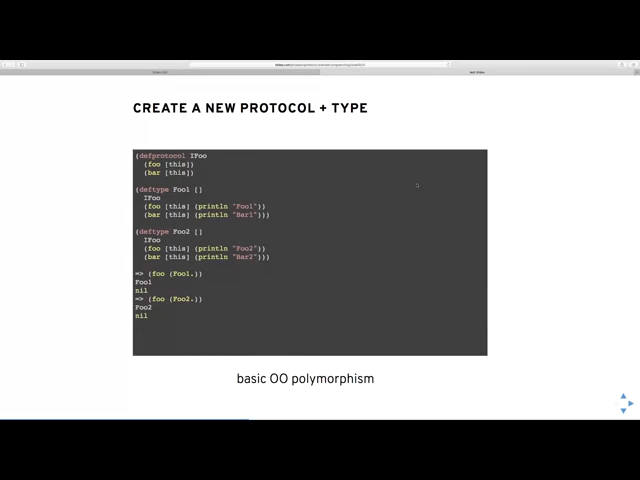 CREATE A NEW PROTOCOL + TYPE
(defprotocol IFoo
(foo [this])
(bar [this])
(deftype Foo1 []
IFoo
(foo [this] (println "Foo1"))
(bar [this] (println "Bar1")))
(deftype Foo2 []
IFoo
(foo [this] (println "Foo2"))
(bar [this] (println "Bar2")))
=> (foo (Foo1.))
Foo1
nil
=> (foo (Foo2.))
Foo2
nil
basic OO polymorphism